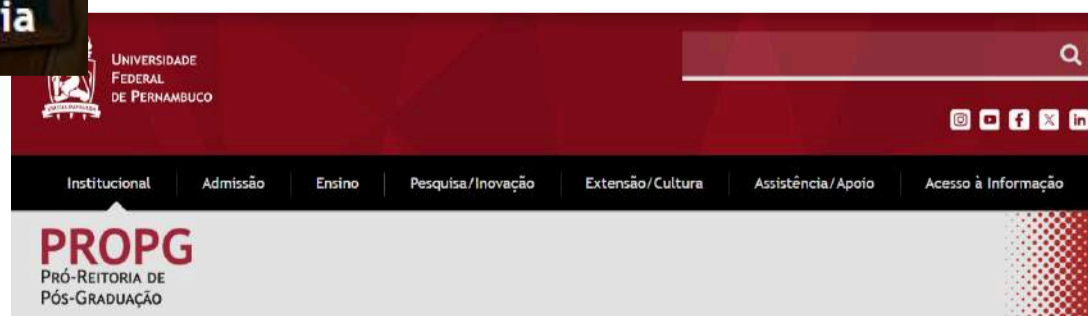 ia
UNIVERSIDADE
FEDERAL
DE PERNAMBUCO
Institucional Admissão Ensino Pesquisa/Inovação Extensão/Cultura Assistência/Apoio Acesso à Informação
PROPG
PRÓ-REITORIA DE
PÓS-GRADUAÇÃO